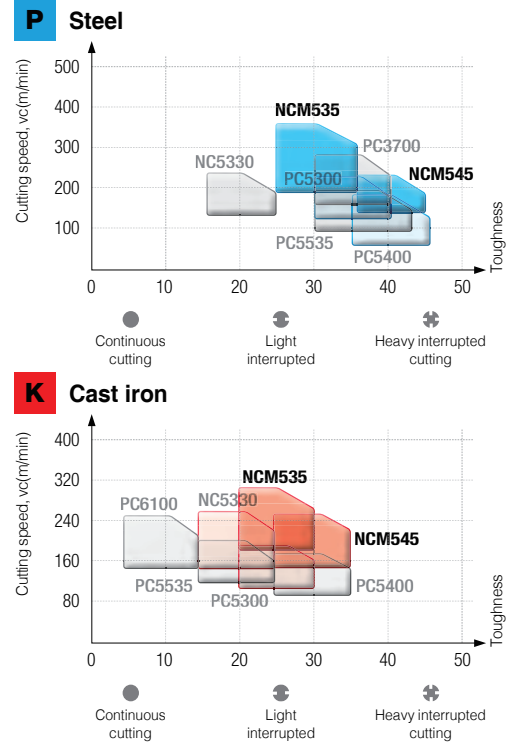 P Steel
Cutting speed, vc(m/min)
500
400
300
200
100
NCM535
PC3700
NC5330
PC5300
NCM545
PC5535
PC5400
Toughness
0 10 20 30 40 50
Continuous
cutting
Light
interrupted
Heavy interrupted
cutting
K Cast iron
Cutting speed, vc(m/min)
400
320
240
160
80
NCM535
PC6100
NC5330
NCM545
PC5535
PC5300
PC5400
Toughness
0 10 20 30 40 50
Continuous
cutting
Light
interrupted
Heavy interrupted
cutting